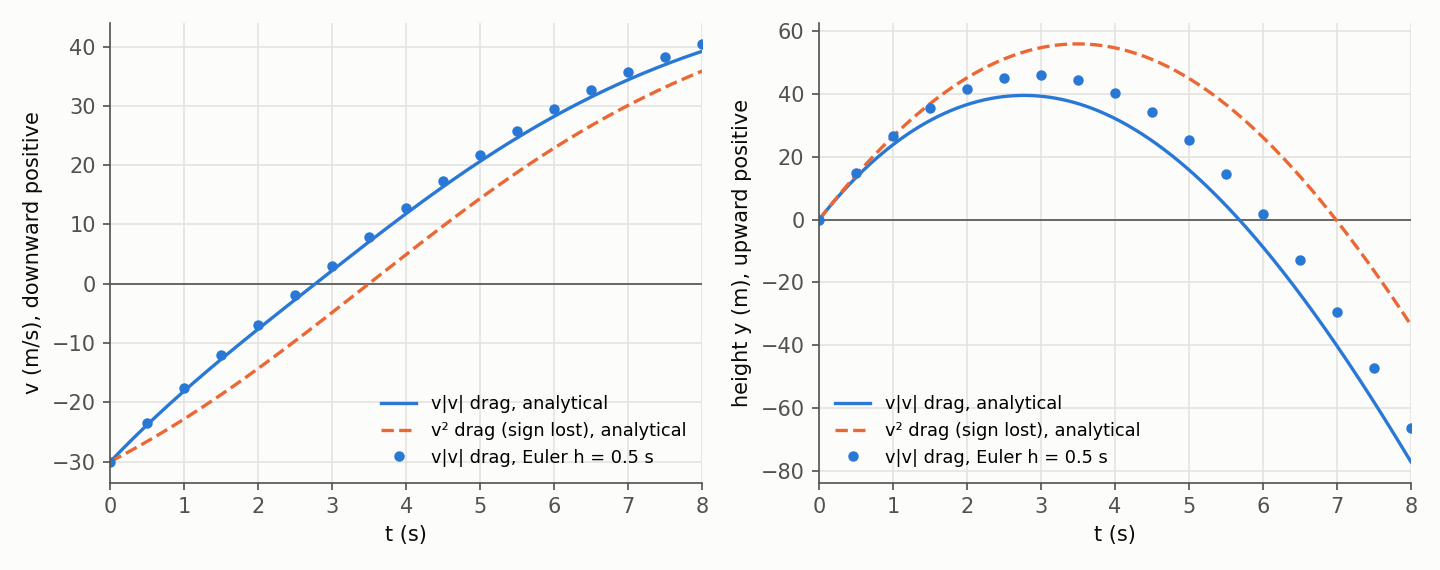 40
30
20
10
0
−10
−20
−30
v (m/s), downward positive
v|v| drag, analytical
v² drag (sign lost), analytical
v|v| drag, Euler h = 0.5 s
0 1 2 3 4 5 6 7 8
t (s)
60
40
20
0
−20
−40
−60
−80
height y (m), upward positive
v|v| drag, analytical
v² drag (sign lost), analytical
v|v| drag, Euler h = 0.5 s
0 1 2 3 4 5 6 7 8
t (s)